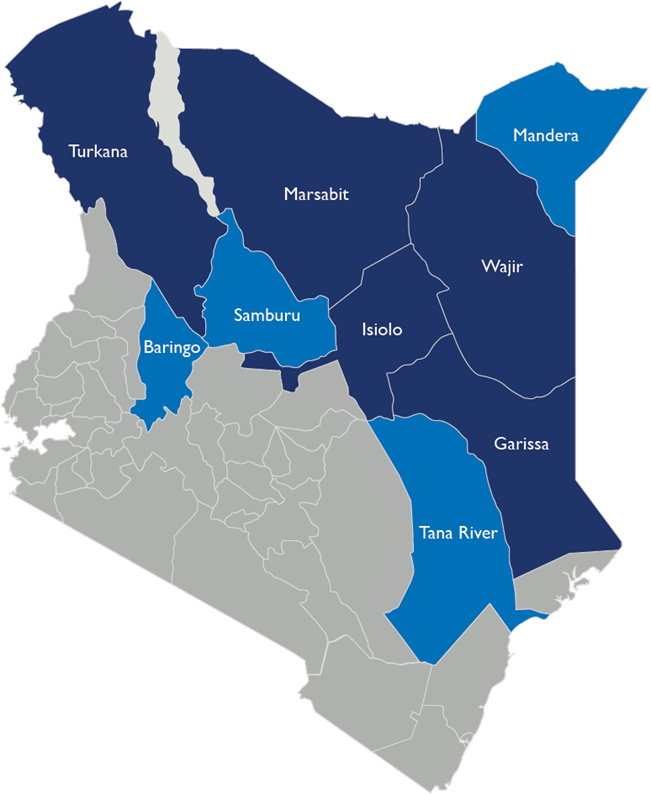 Mandera
Turkana
Marsabit
Wajir
Samburu
Isiolo
Baringo
Garissa
Tana River